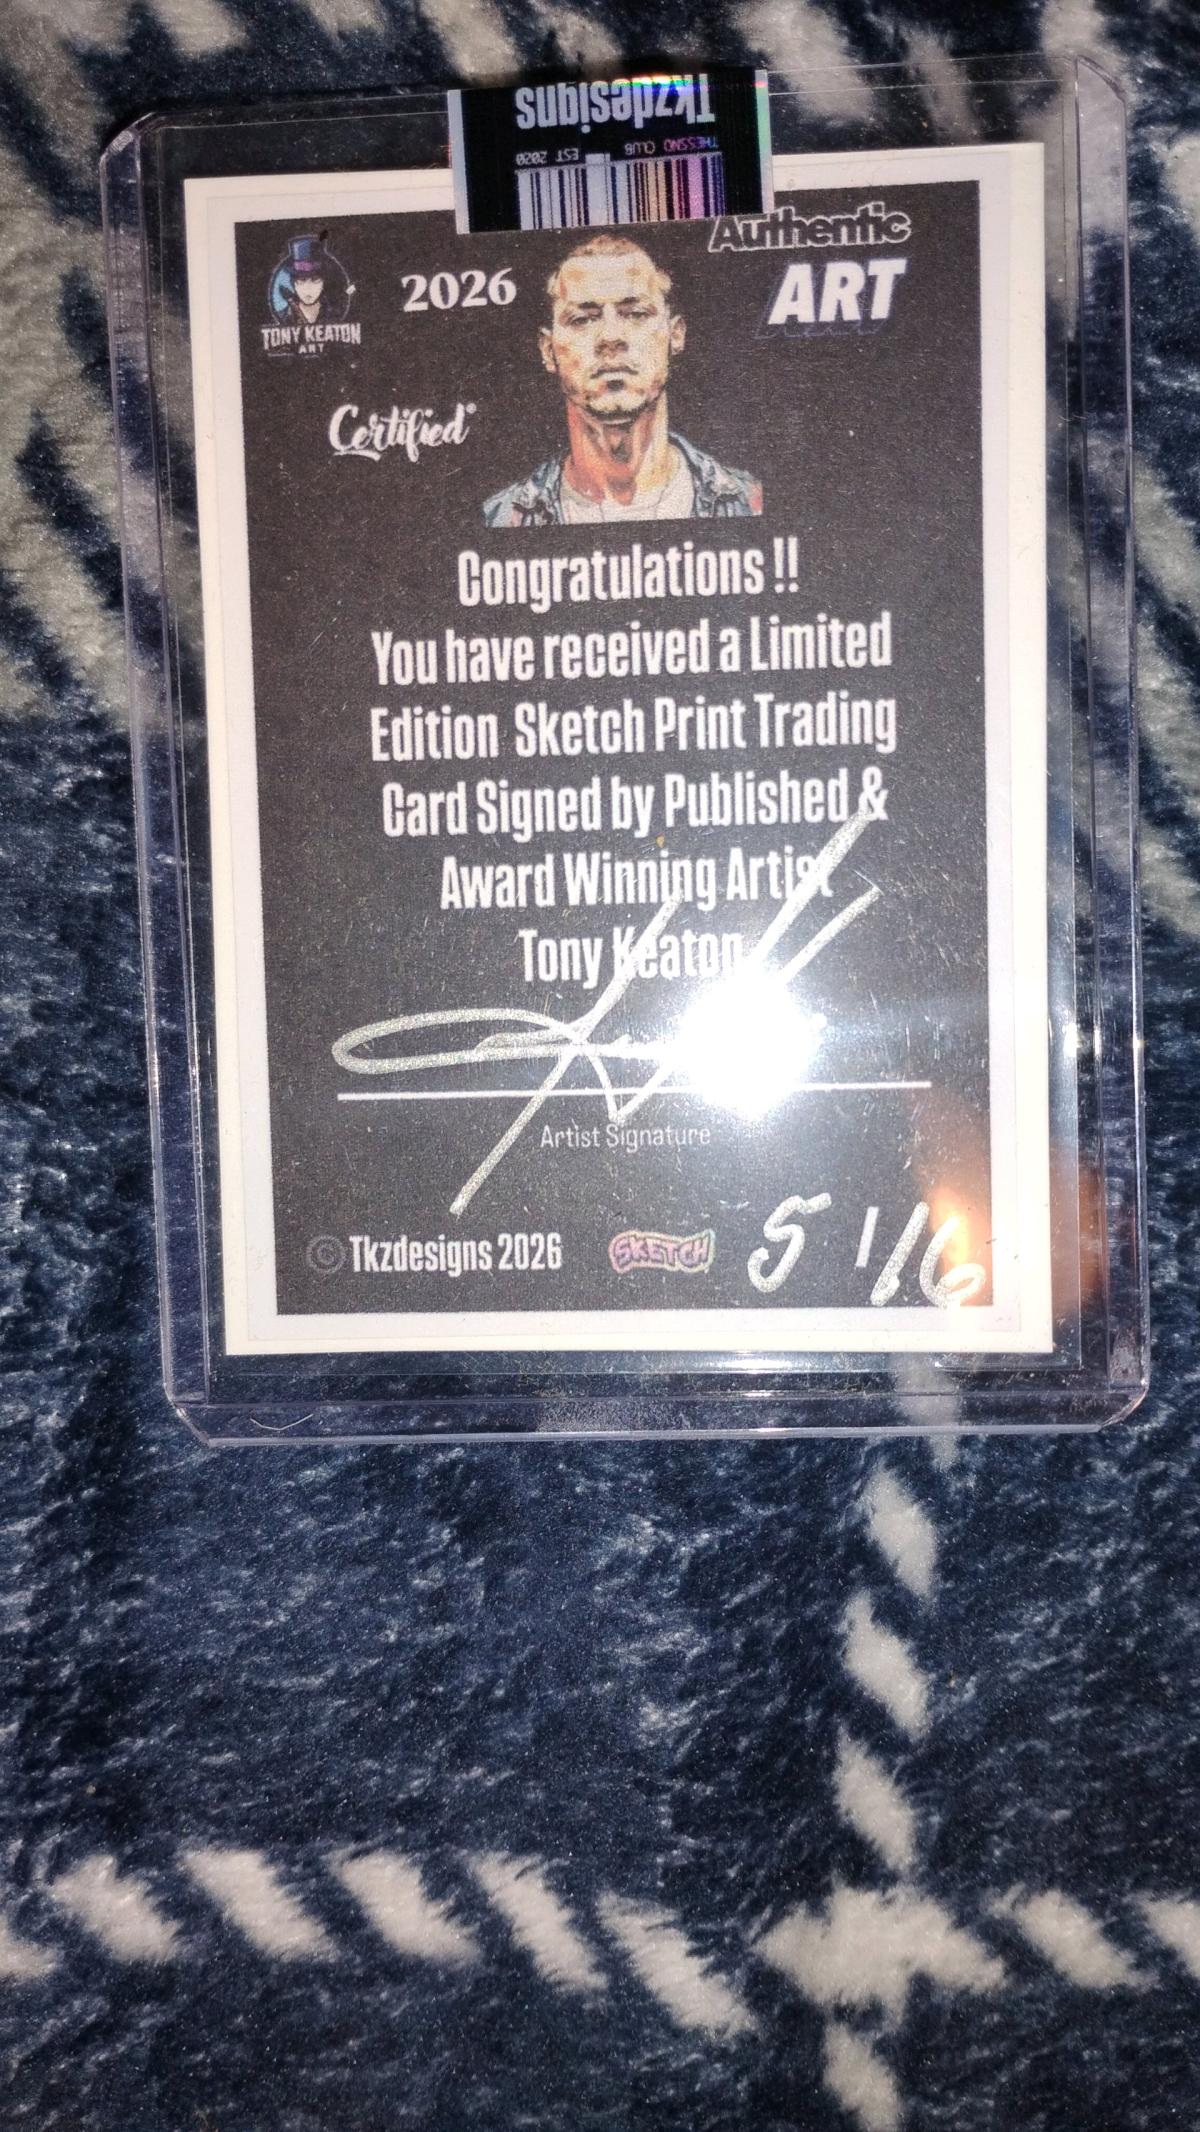 Tkzdesigns
EST 2020
TONY KEATON
ART
2026
Authentic
ART
Certified
Congratulations !!
You have received a Limited
Edition Sketch Print Trading
Card Signed by Published &
Award Winning Artist
Tony Keaton
Artist Signature
© Tkzdesigns 2026
SKETCH
5 1/6